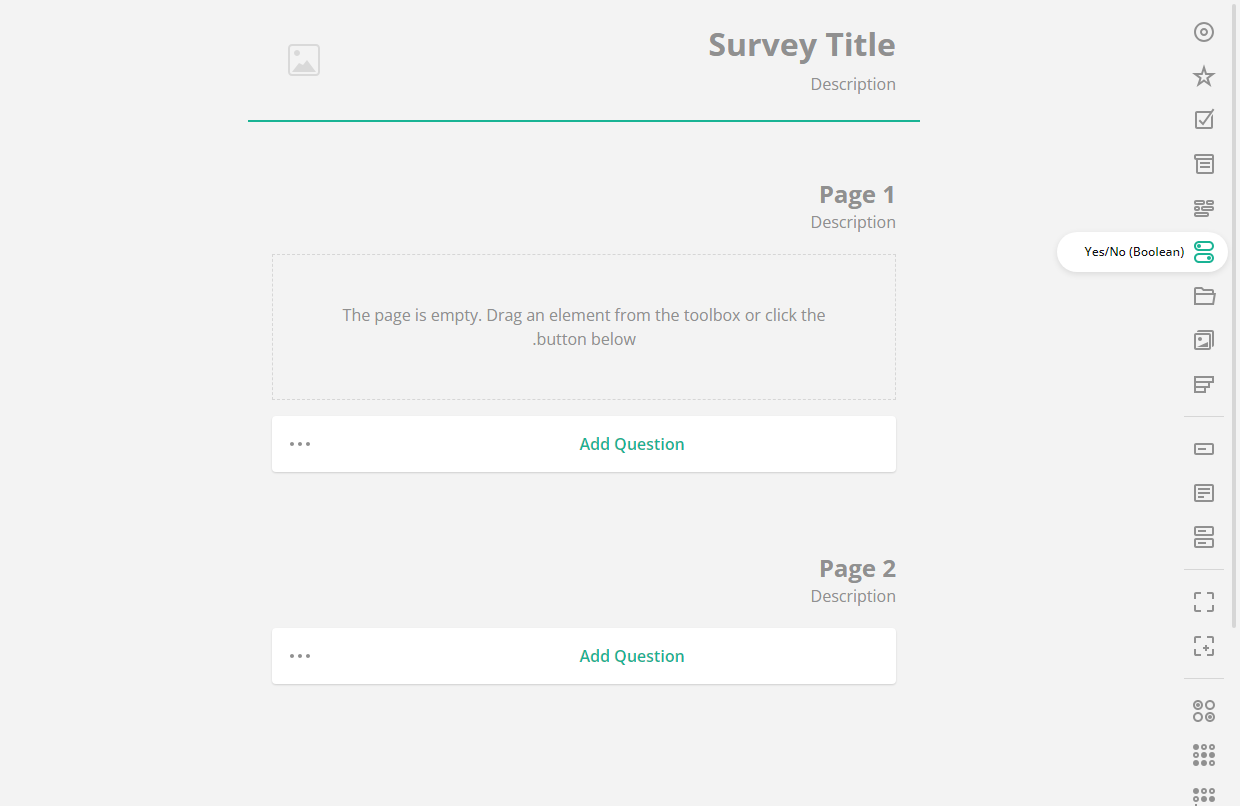 Survey Title
Description
Page 1
Description
Yes/No (Boolean)
The page is empty. Drag an element from the toolbox or click the
.button below
Add Question
Page 2
Description
Add Question